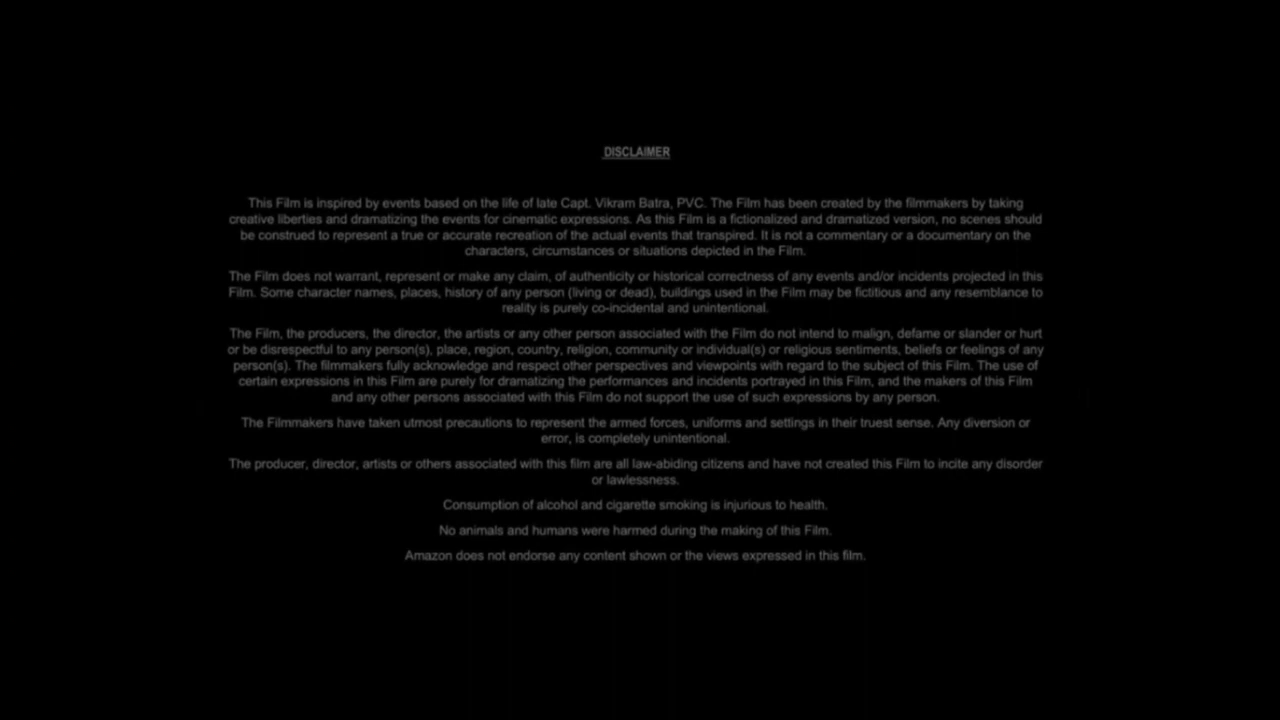 DISCLAIMER
This Film is inspired by events based on the life of late Capt. Vikram Batra, PVC. The Film has been created by the filmmakers by taking
creative liberties and dramatizing the events for cinematic expressions. As this Film is a fictionalized and dramatized version, no scenes should
be construed to represent a true or accurate recreation of the actual events that transpired. It is not a commentary or a documentary on the
characters, circumstances or situations depicted in the Film.
The Film does not warrant, represent or make any claim, of authenticity or historical correctness of any events and/or incidents projected in this
Film. Some character names, places, history of any person (living or dead), buildings used in the Film may be fictitious and any resemblance to
reality is purely co-incidental and unintentional.
The Film, the producers, the director, the artists or any other person associated with the Film do not intend to malign, defame or slander or hurt
or be disrespectful to any person(s), place, region, country, religion, community or individual(s) or religious sentiments, beliefs or feelings of any
person(s). The filmmakers fully acknowledge and respect other perspectives and viewpoints with regard to the subject of this Film. The use of
certain expressions in this Film are purely for dramatizing the performances and incidents portrayed in this Film, and the makers of this Film
and any other persons associated with this Film do not support the use of such expressions by any person.
The Filmmakers have taken utmost precautions to represent the armed forces, uniforms and settings in their truest sense. Any diversion or
error, is completely unintentional.
The producer, director, artists or others associated with this film are all law-abiding citizens and have not created this Film to incite any disorder
or lawlessness.
Consumption of alcohol and cigarette smoking is injurious to health.
No animals and humans were harmed during the making of this Film.
Amazon does not endorse any content shown or the views expressed in this film.